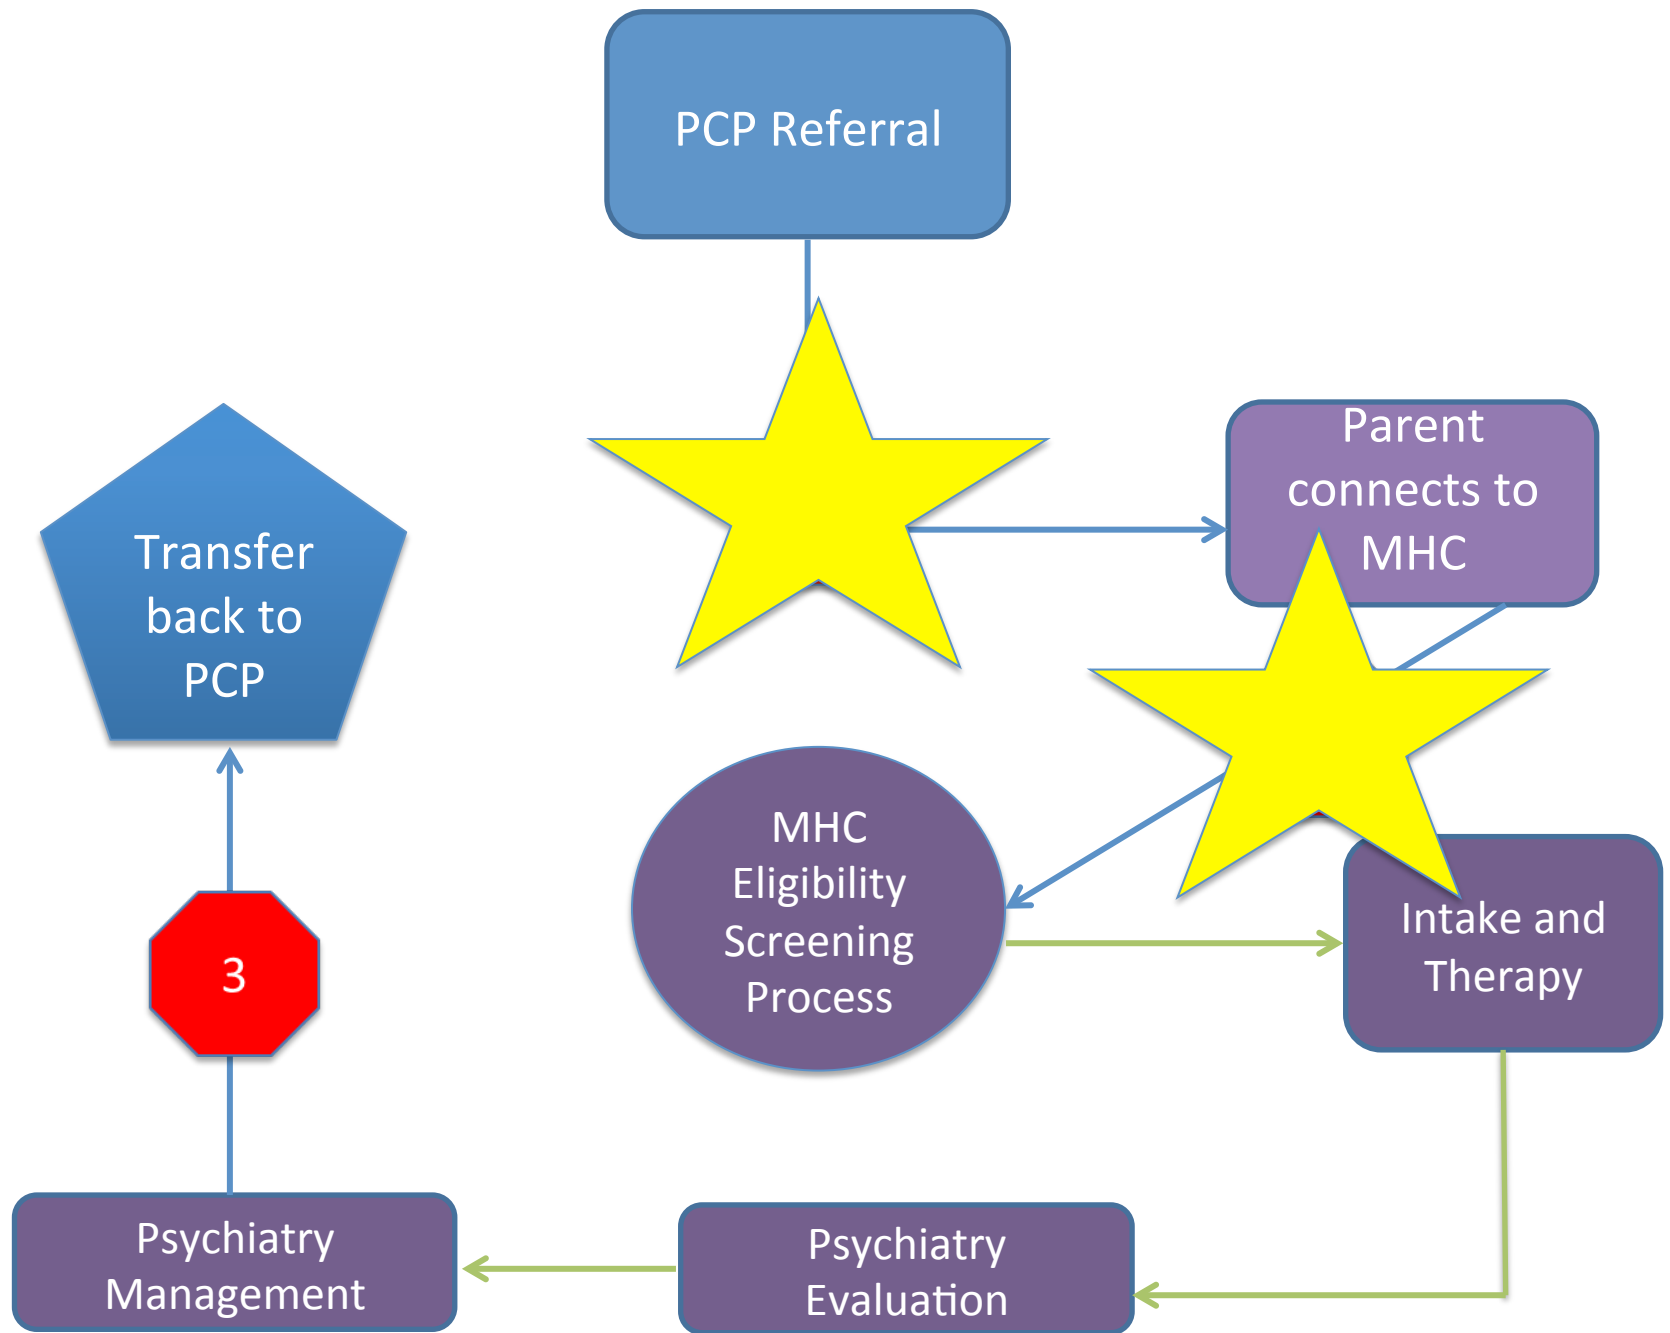 PCP Referral
Parent
connects to
MHC
Transfer
back to
PCP
MHC
Eligibility
Screening
Process
Intake and
Therapy
3
Psychiatry
Management
Psychiatry
Evaluation